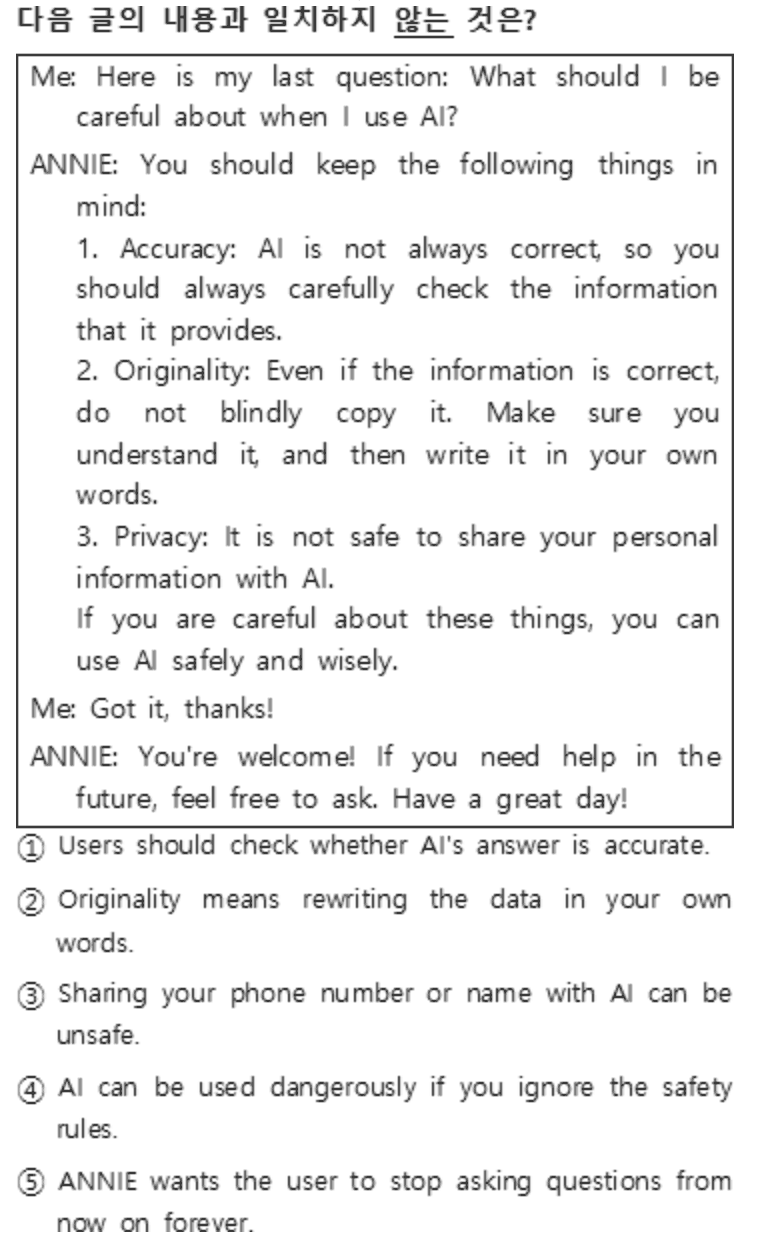 다음 글의 내용과 일치하지 않는 것은?
Me: Here is my last question: What should I be
careful about when I use AI?
ANNIE: You should keep the following things in
mind:
1. Accuracy: AI is not always correct, so you
should always carefully check the information
that it provides.
2. Originality: Even if the information is correct,
do not blindly copy it. Make sure you
understand it, and then write it in your own
words.
3. Privacy: It is not safe to share your personal
information with AI.
If you are careful about these things, you can
use AI safely and wisely.
Me: Got it, thanks!
ANNIE: You're welcome! If you need help in the
future, feel free to ask. Have a great day!
① Users should check whether AI's answer is accurate.
② Originality means rewriting the data in your own
words.
③ Sharing your phone number or name with AI can be
unsafe.
④ AI can be used dangerously if you ignore the safety
rules.
⑤ ANNIE wants the user to stop asking questions from
now on forever.